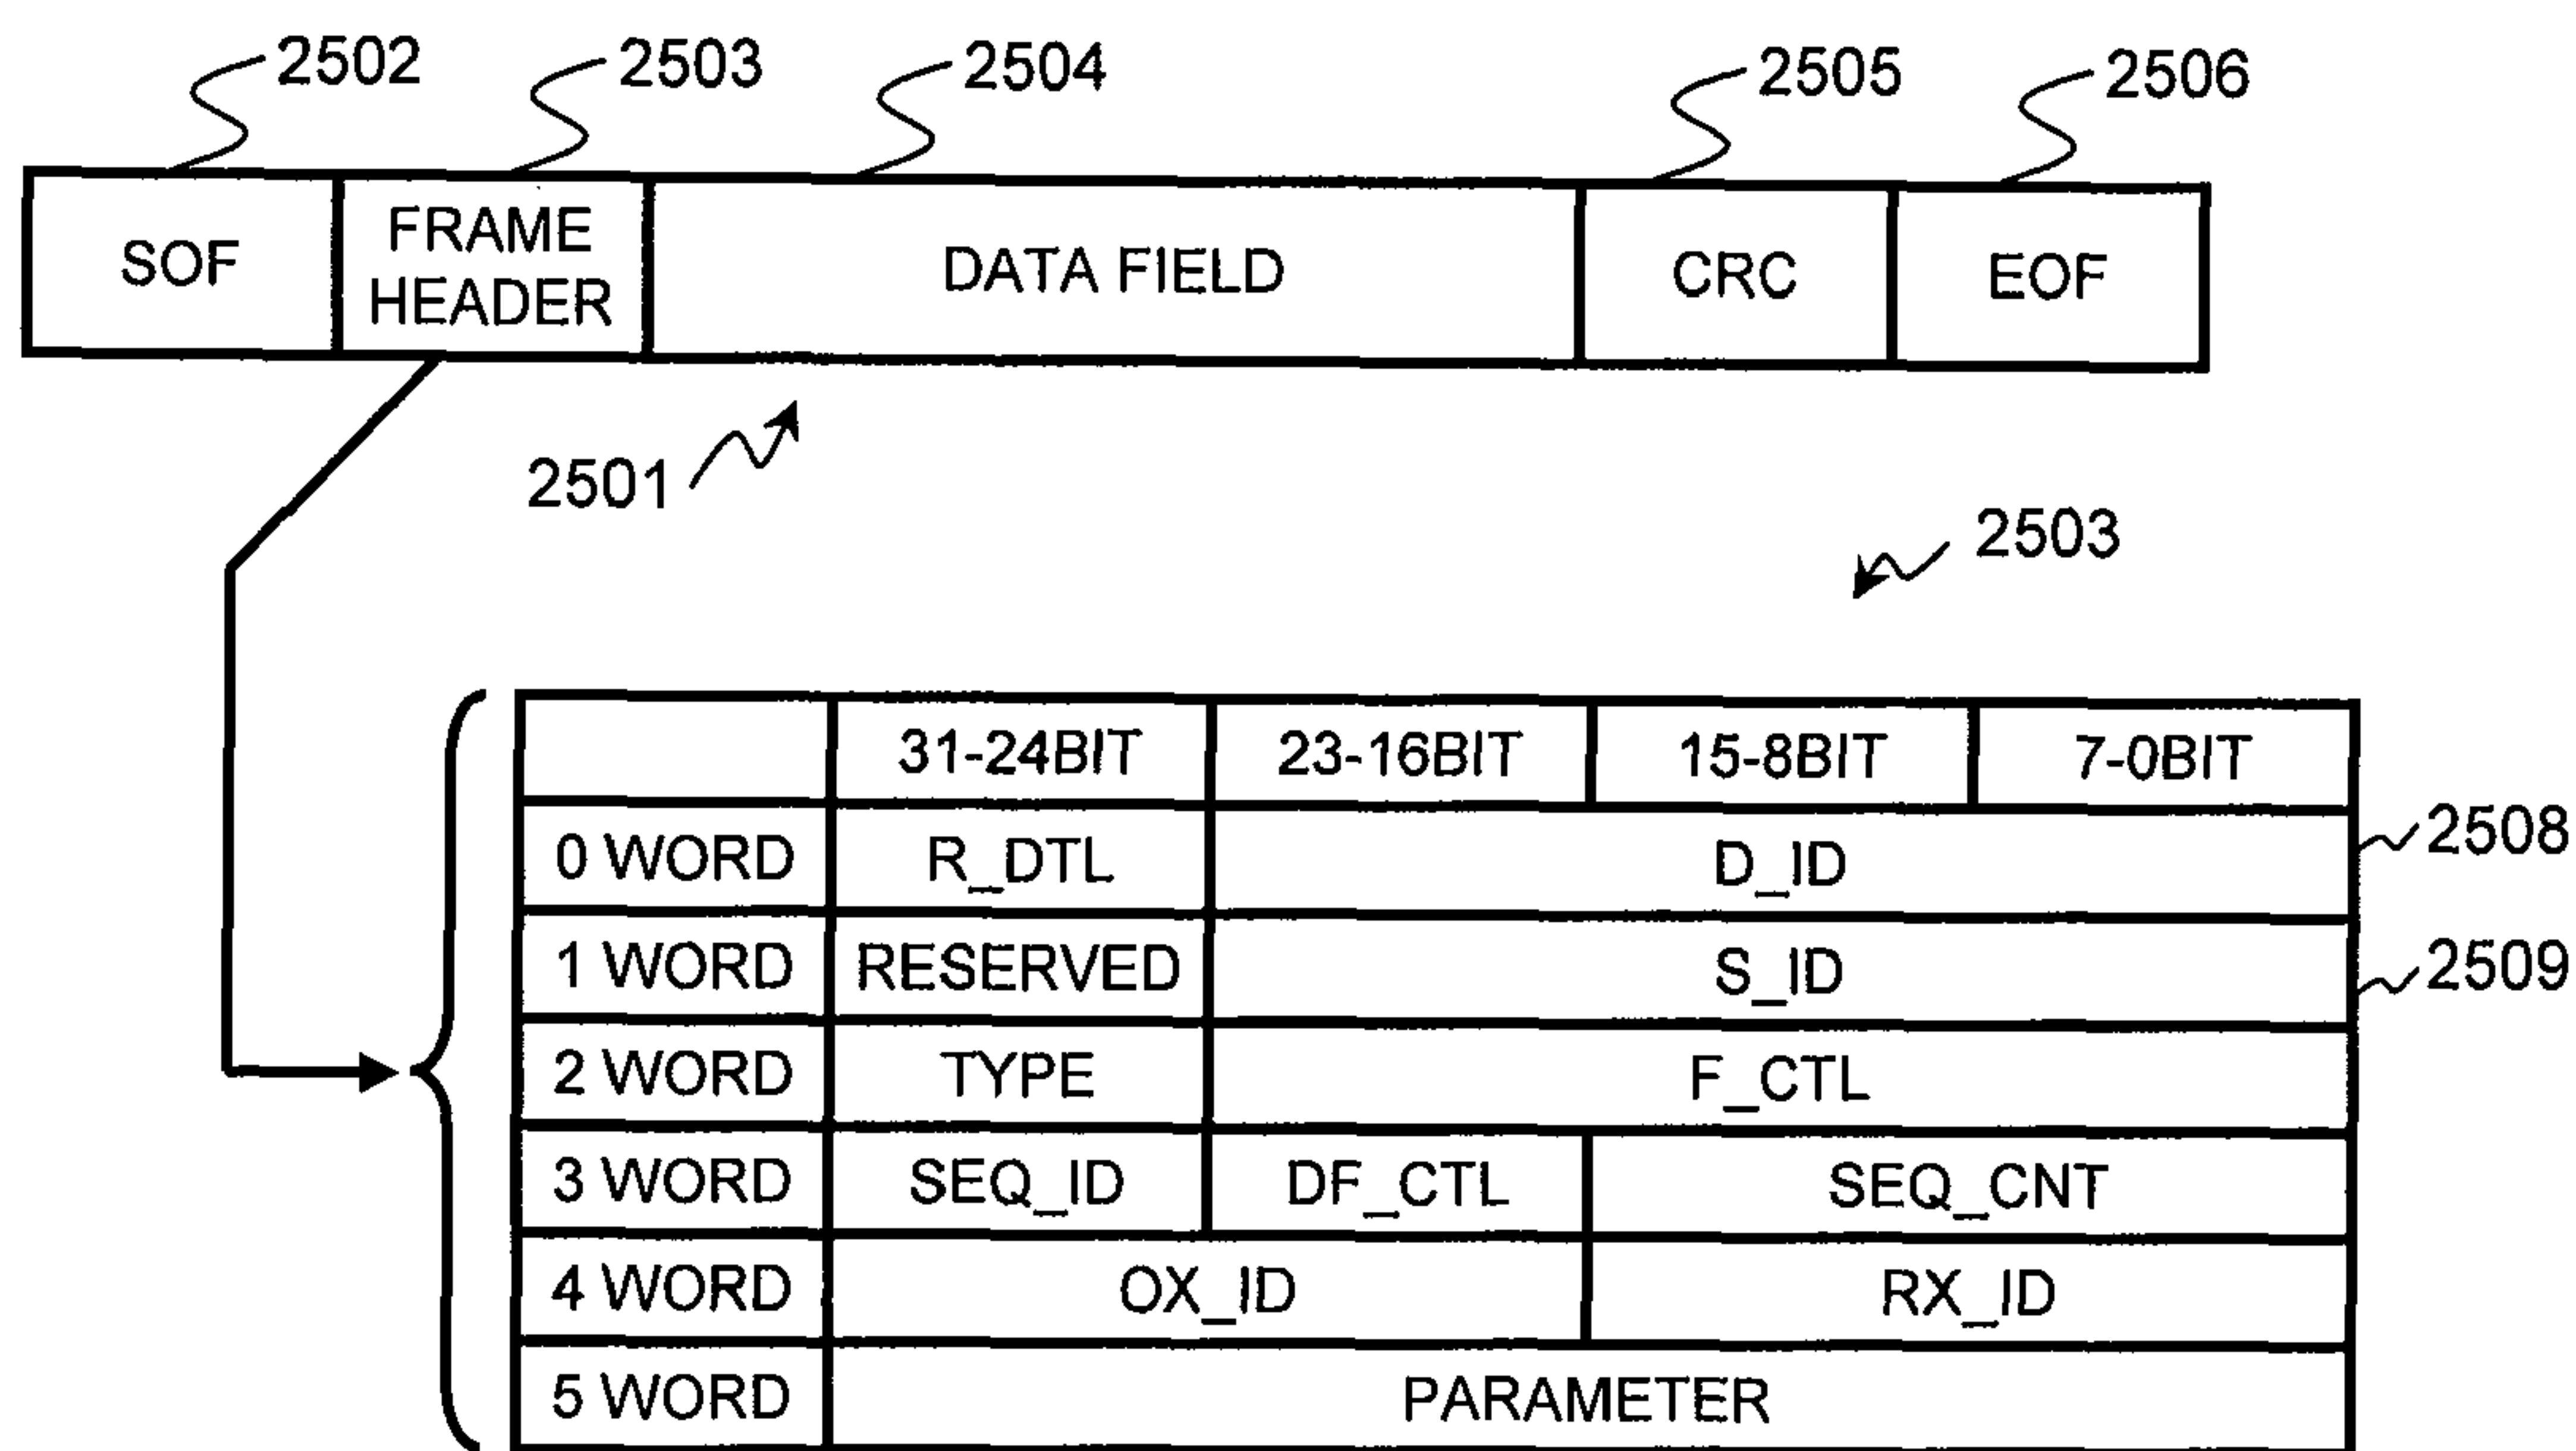 2502 2503 2504 2505 2506
SOF FRAME HEADER DATA FIELD CRC EOF
2501
2503
31-24BIT 23-16BIT 15-8BIT 7-0BIT
0 WORD R_DTL D_ID 2508
1 WORD RESERVED S_ID 2509
2 WORD TYPE F_CTL
3 WORD SEQ_ID DF_CTL SEQ_CNT
4 WORD OX_ID RX_ID
5 WORD PARAMETER